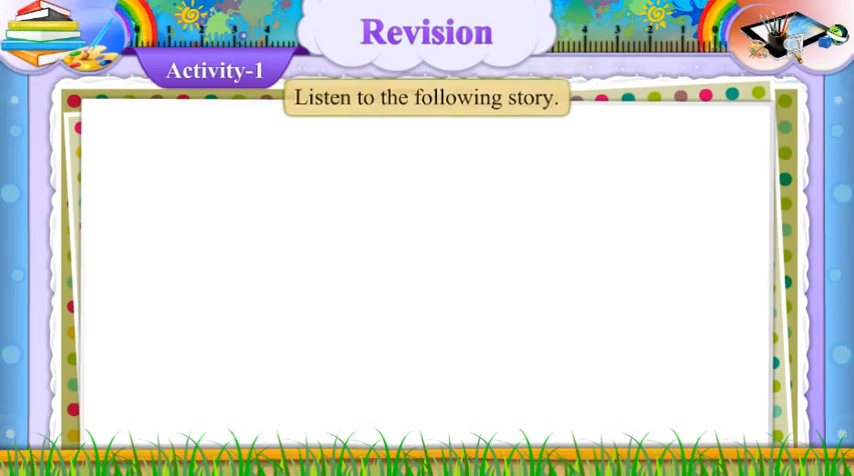 Revision
Activity-1
Listen to the following story.